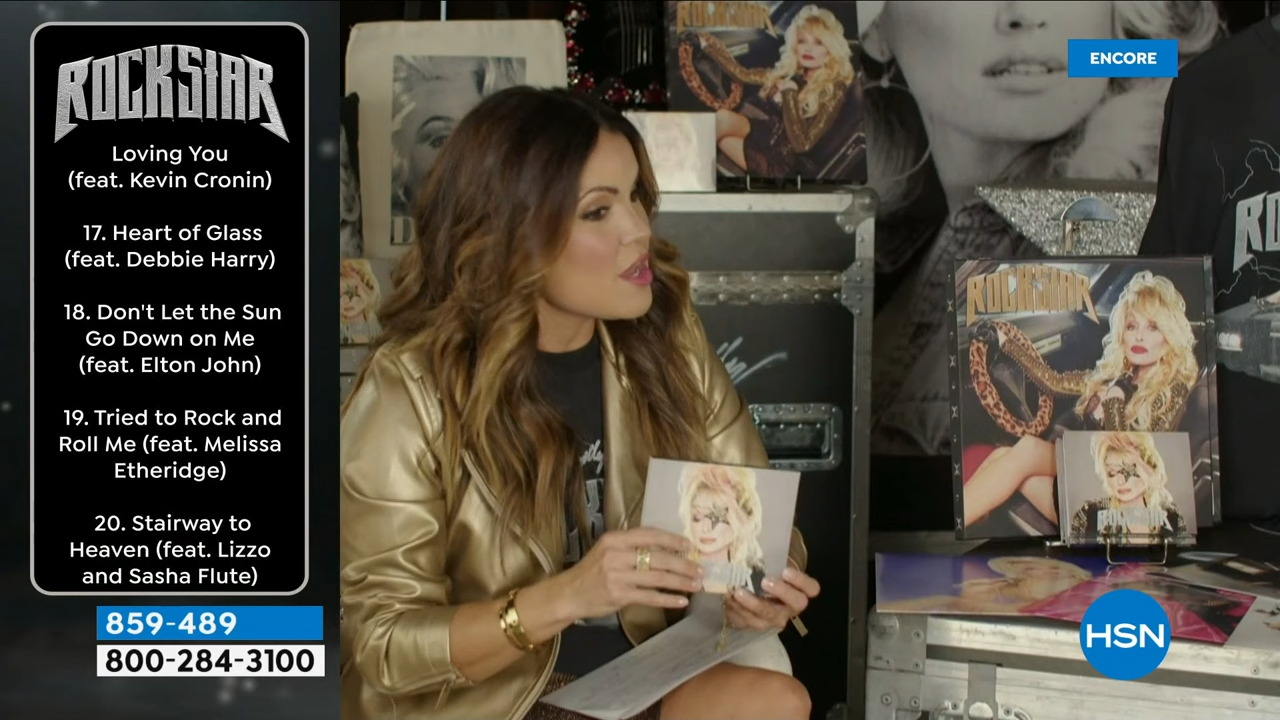 ROCKSTAR
Loving You
(feat. Kevin Cronin)
17. Heart of Glass
(feat. Debbie Harry)
18. Don't Let the Sun
Go Down on Me
(feat. Elton John)
19. Tried to Rock and
Roll Me (feat. Melissa
Etheridge)
20. Stairway to
Heaven (feat. Lizzo
and Sasha Flute)
859-489
800-284-3100
ROCKSTAR
ENCORE
ROCKSTAR
ROCKSTAR
HSN